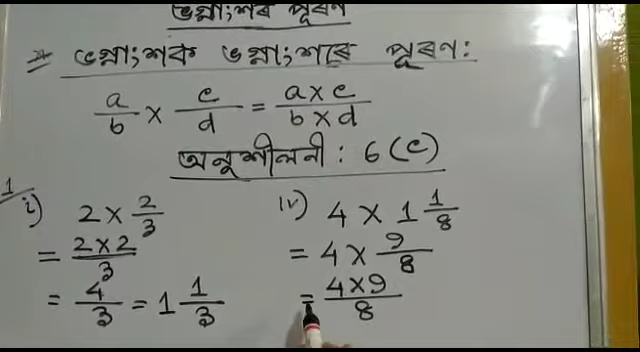 ভগ্নাংশৰ পূৰণ
* ভগ্নাংশক ভগ্নাংশৰে পূৰণ:
a/b × c/d = a×c/b×d
অনুশীলনী: 6 (c)
1 i) 2 × 2/3
= 2×2/3
= 4/3 = 1 1/3
iv) 4 × 1 1/8
= 4 × 9/8
= 4×9/8